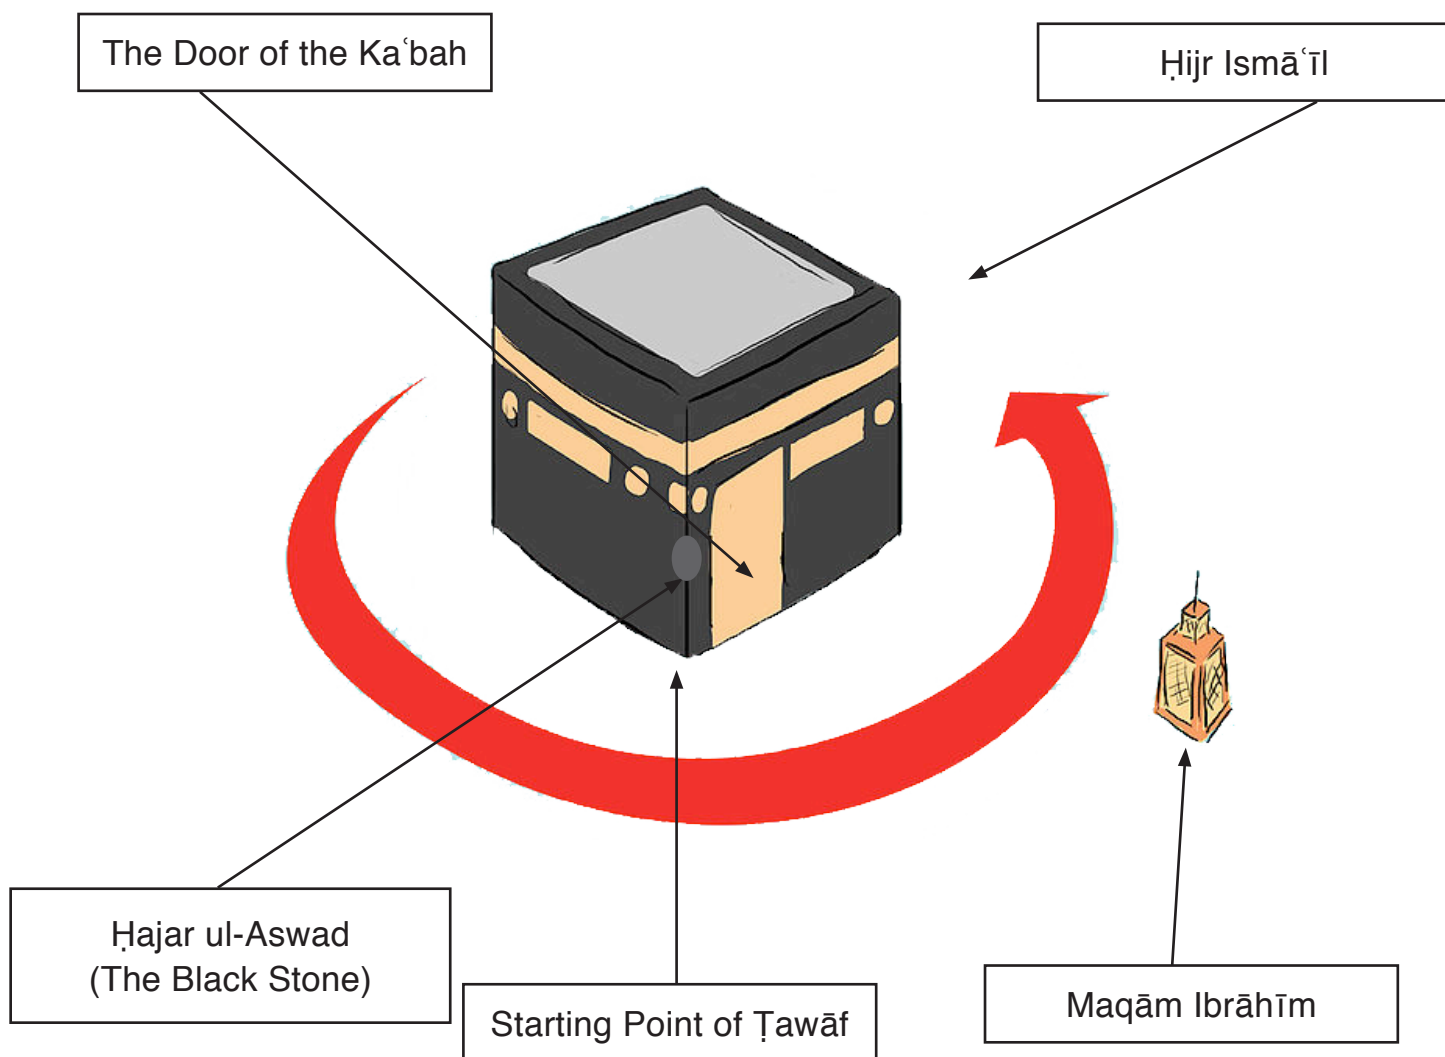 The Door of the Kaʿbah
Ḥijr Ismāʿīl
Ḥajar ul-Aswad
(The Black Stone)
Starting Point of Ṭawāf
Maqām Ibrāhīm